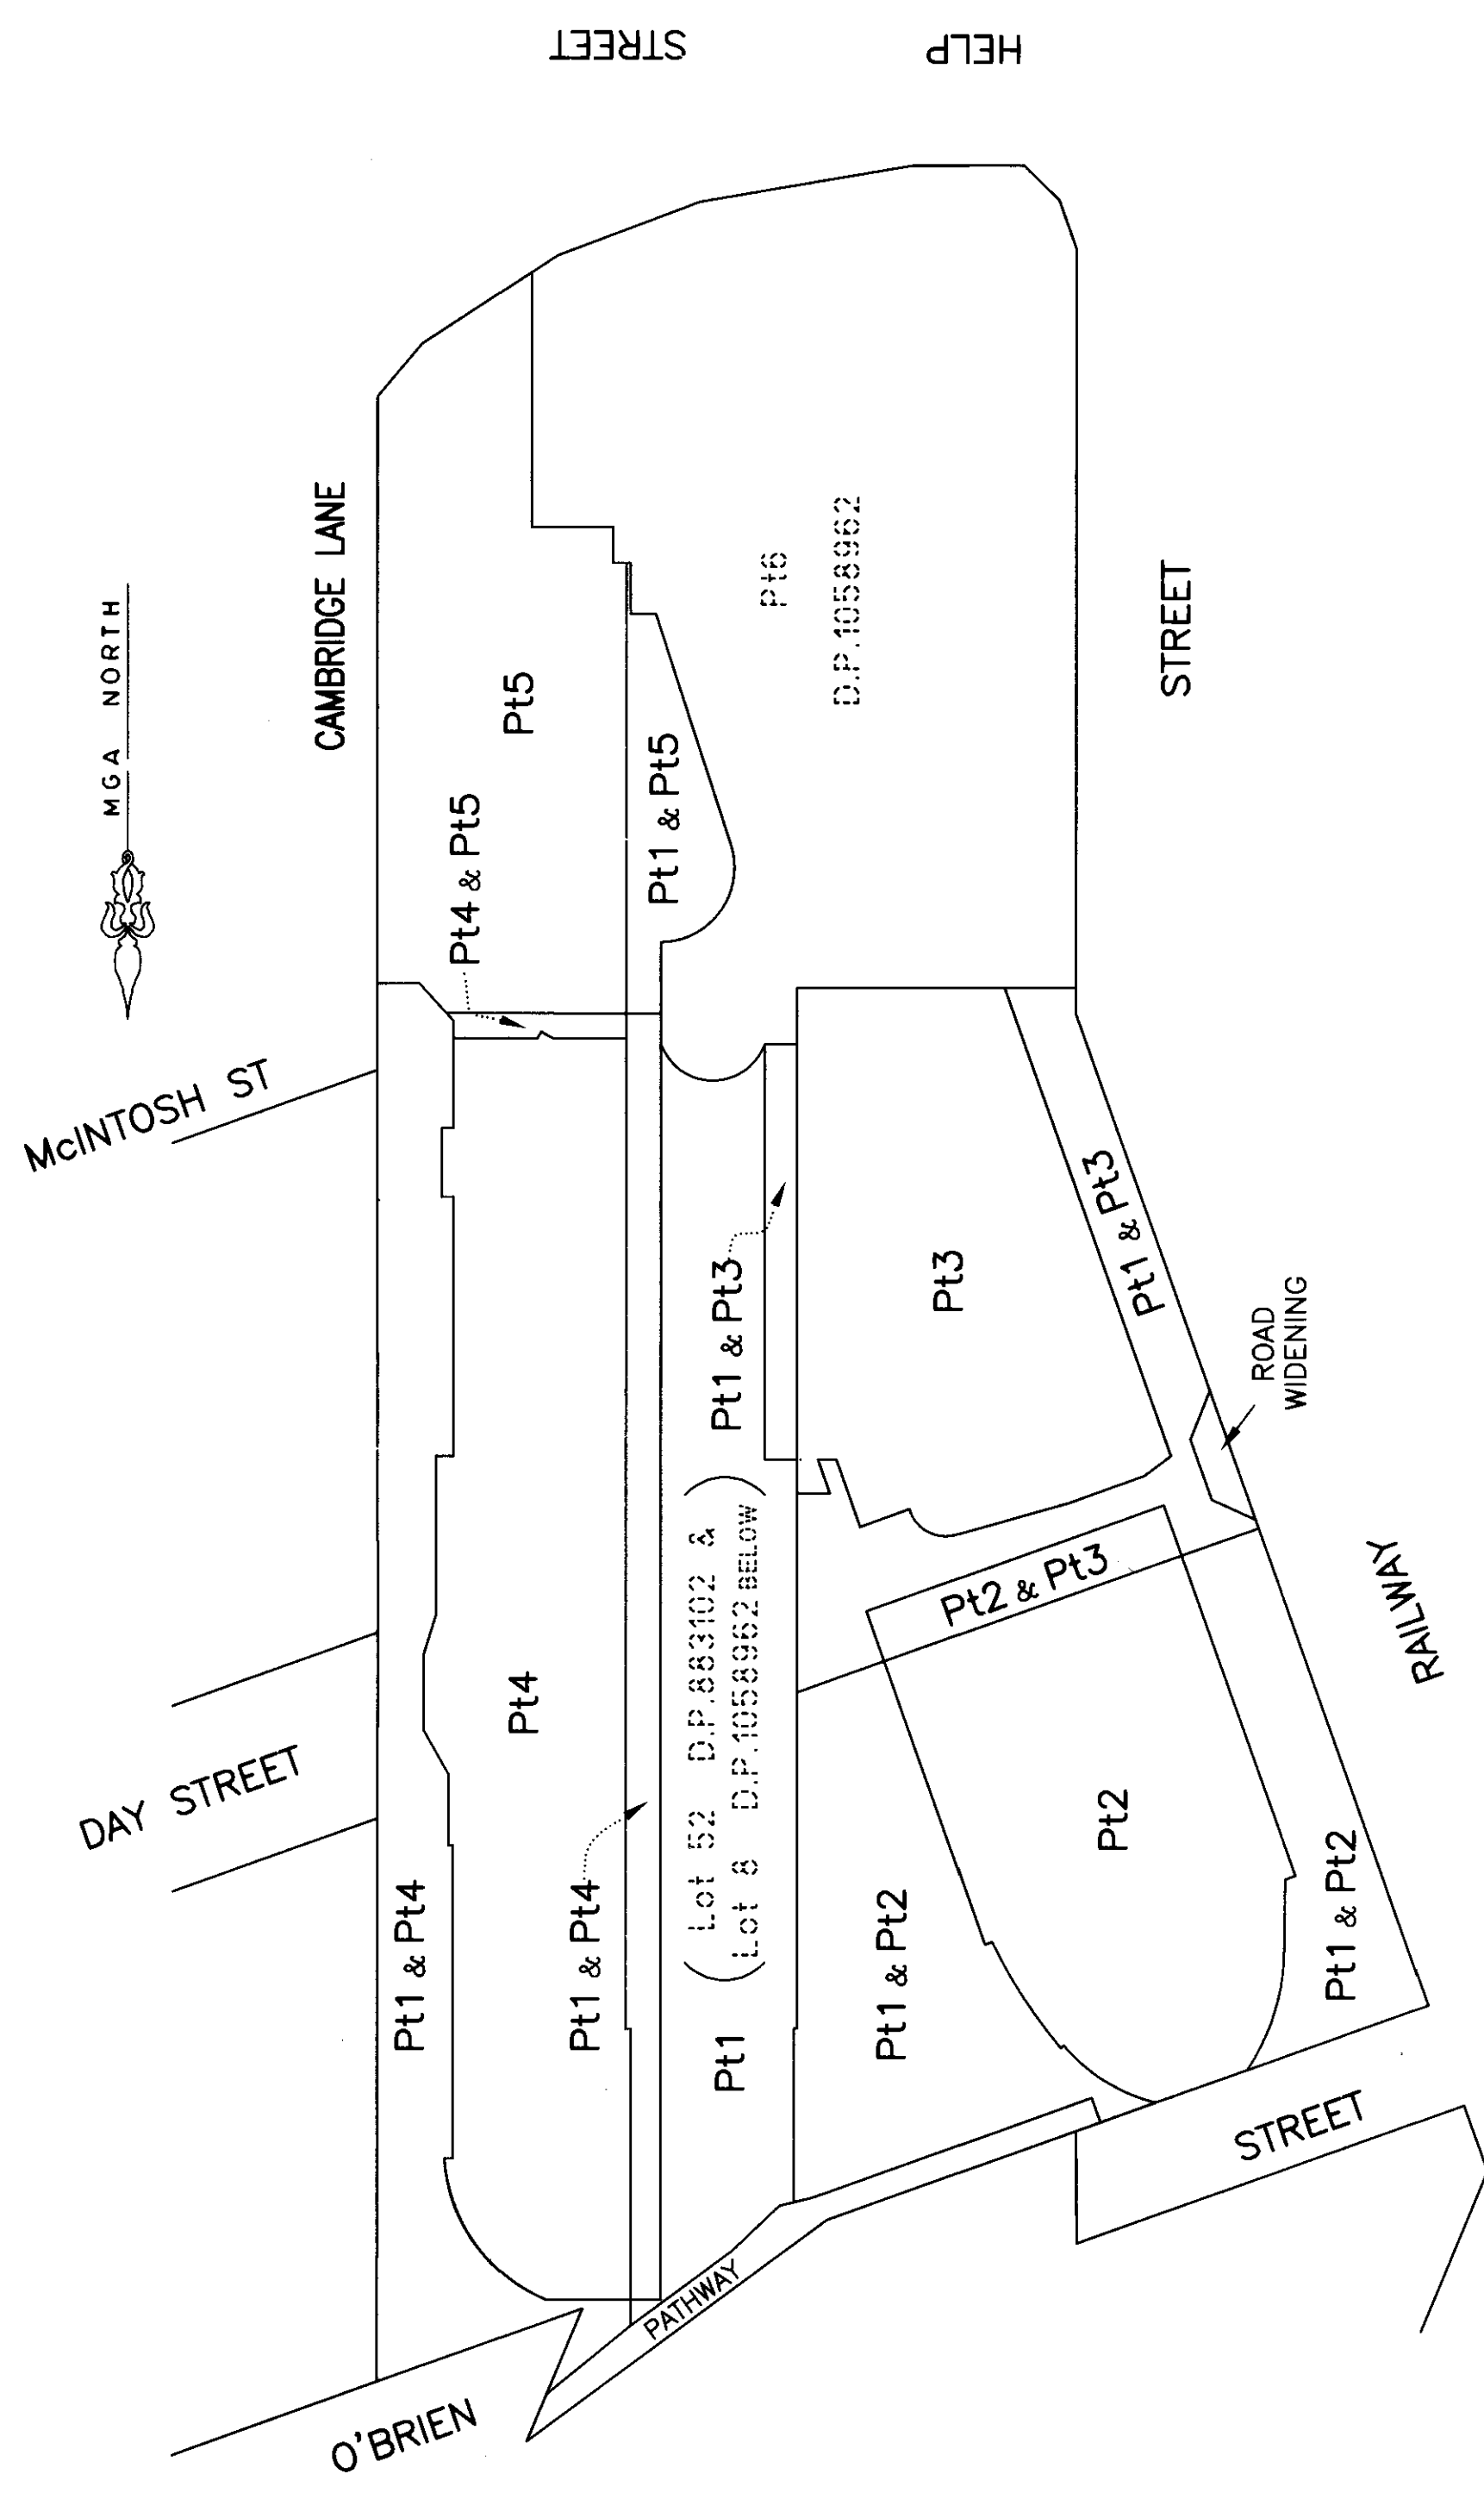 HELP STREET
MGA NORTH
CAMBRIDGE LANE
McINTOSH ST
DAY STREET
O'BRIEN STREET
RAILWAY STREET
PATHWAY
ROAD
WIDENING
Pt5
Pt4 & Pt5
Pt1 & Pt5
Pt6
D.P.1058962
Pt1 & Pt3
Pt3
Pt1 & Pt3
Pt2 & Pt3
Pt4
Pt1 & Pt4
Pt1 & Pt4
(Lot 52 D.P.883102 &
Lot 8 D.P.1058962 BELOW)
Pt1
Pt1 & Pt2
Pt2
Pt1 & Pt2